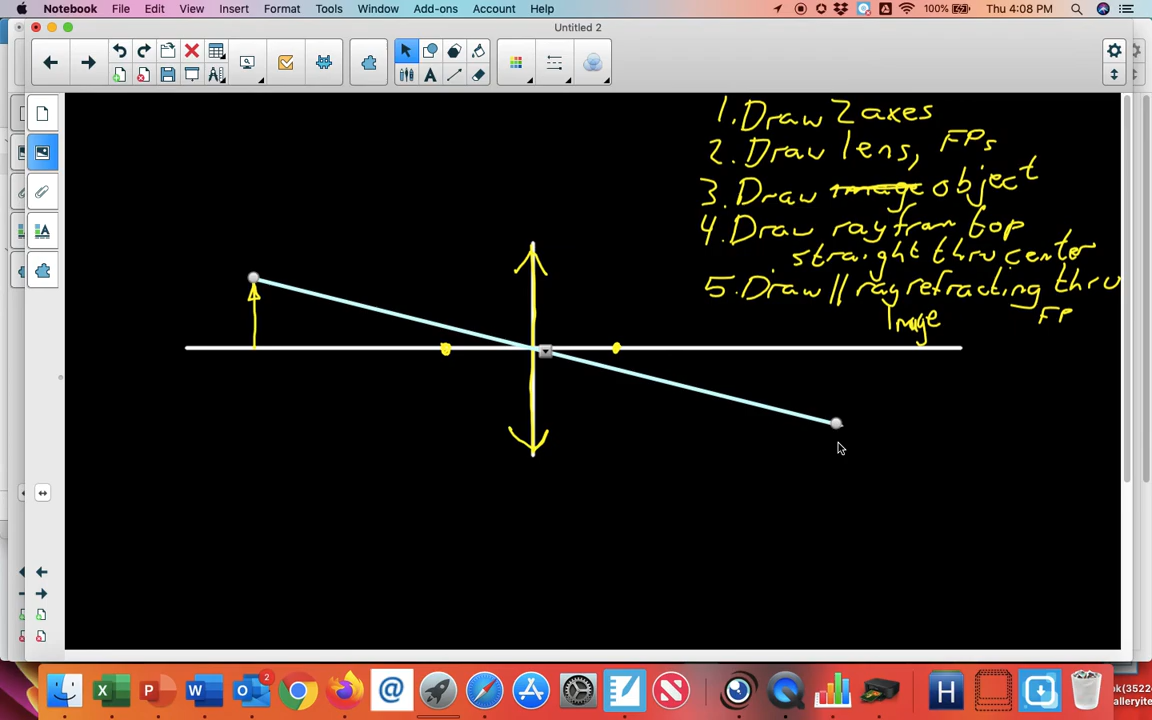 Notebook File Edit View Insert Format Tools Window Add-ons Account Help 100% Thu 4:08 PM
Untitled 2
1. Draw 2 axes
2. Draw lens, FPs
3. Draw image object
4. Draw ray from top
straight thru center
5. Draw // ray refracting thru
Image FP
2